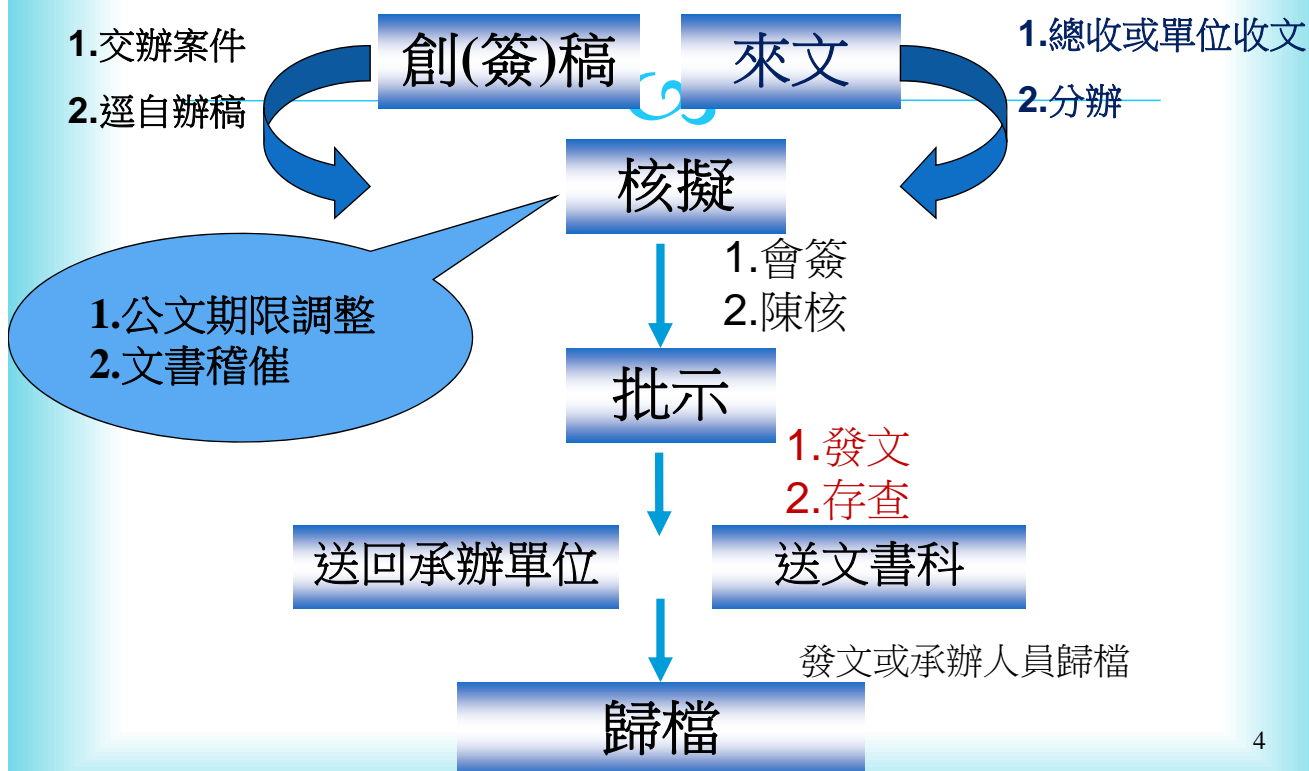 1.交辦案件
2.逕自辦稿
創(簽)稿
來文
1.總收或單位收文
2.分辦
核擬
1.公文期限調整
2.文書稽催
1.會簽
2.陳核
批示
1.發文
2.存查
送回承辦單位
送文書科
發文或承辦人員歸檔
歸檔
4